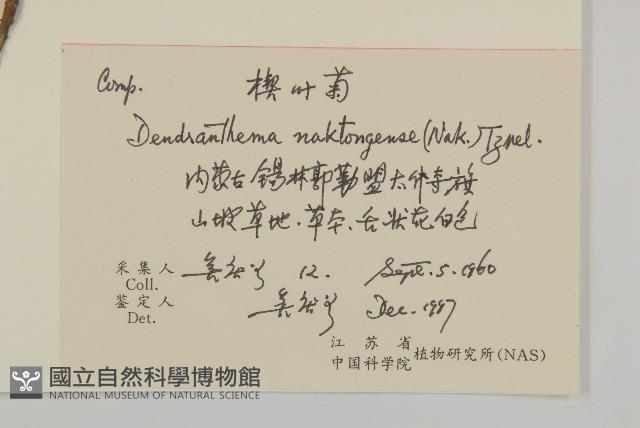 Comp. 楔叶菊
Dendranthema naktongense (Nak.) Tzvel.
内蒙古锡林郭勒盟太仆寺旗
山坡草地.草本、舌状花白色
采集人 12. Sept. 5. 1960
Coll.
鉴定人 Dec. 1997
Det.
江苏省
中国科学院 植物研究所(NAS)
國立自然科學博物館
NATIONAL MUSEUM OF NATURAL SCIENCE